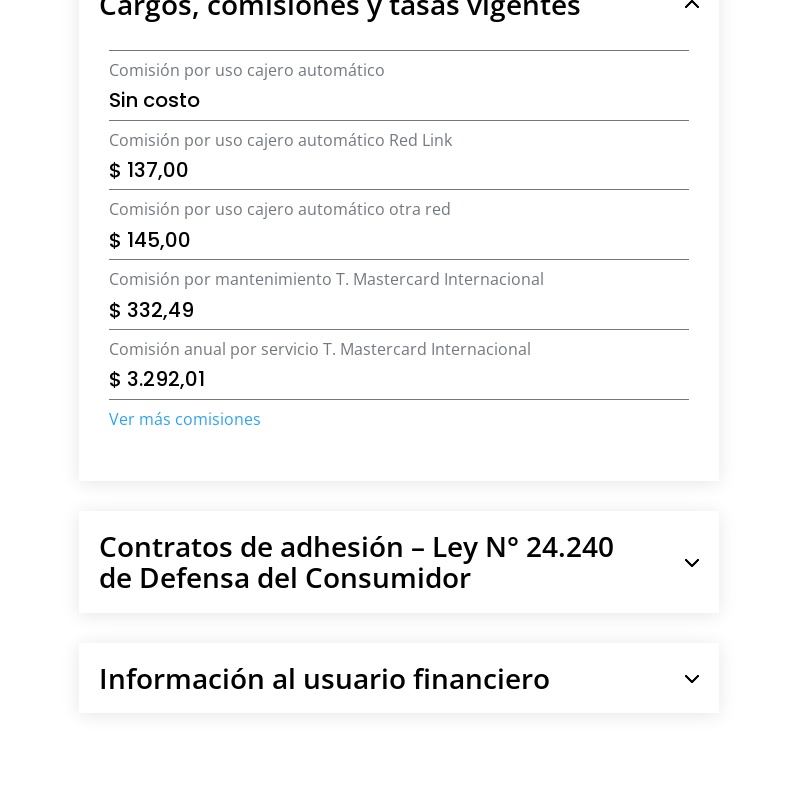 Cargos, comisiones y tasas vigentes
Comisión por uso cajero automático
Sin costo
Comisión por uso cajero automático Red Link
$ 137,00
Comisión por uso cajero automático otra red
$ 145,00
Comisión por mantenimiento T. Mastercard Internacional
$ 332,49
Comisión anual por servicio T. Mastercard Internacional
$ 3.292,01
Ver más comisiones
Contratos de adhesión – Ley N° 24.240
de Defensa del Consumidor
Información al usuario financiero